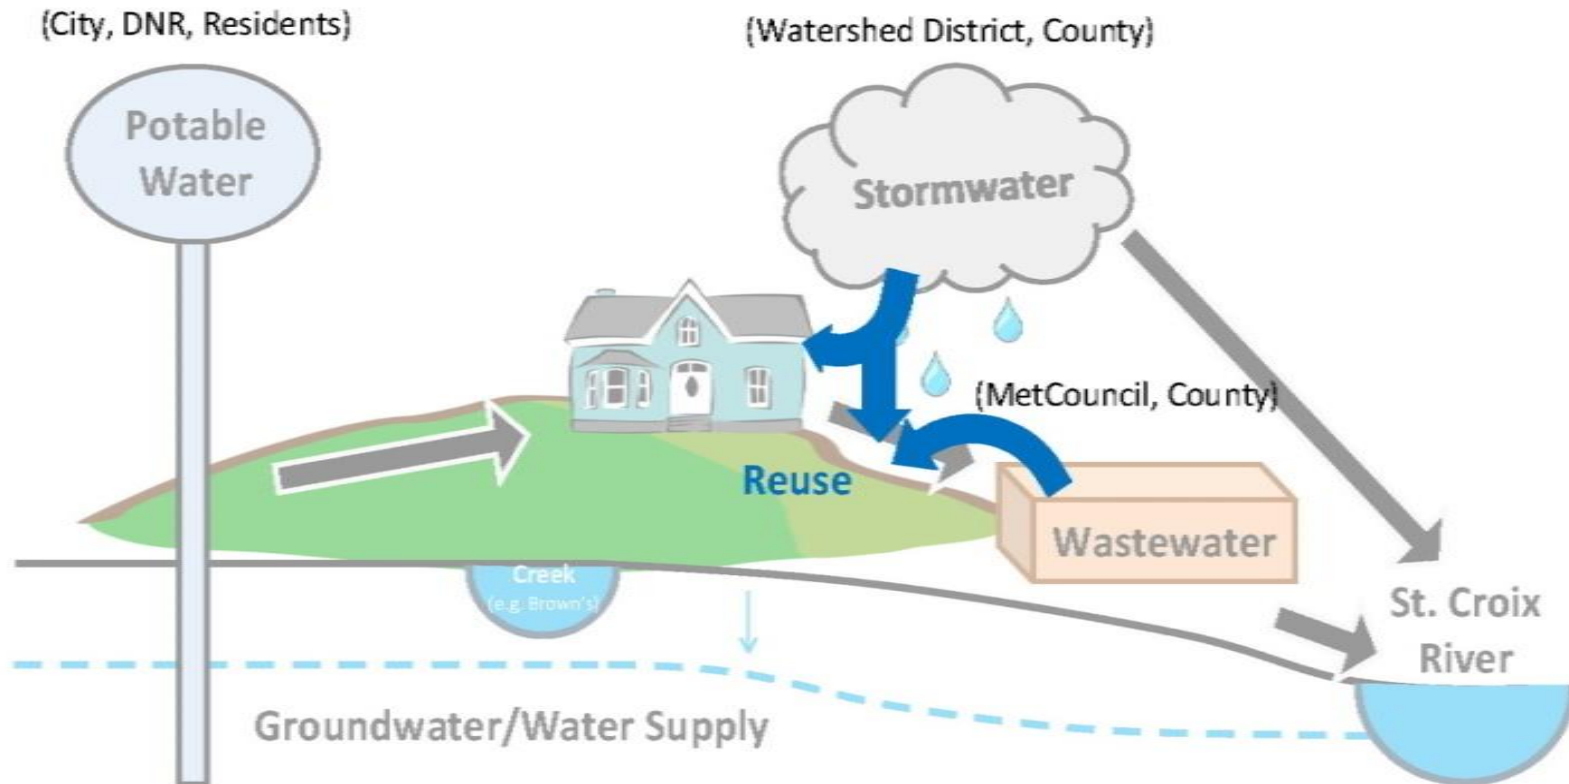 (City, DNR, Residents)
(Watershed District, County)
Potable
Water
Stormwater
(MetCouncil, County)
Reuse
Wastewater
Creek
(e.g. Brown's)
St. Croix
River
Groundwater/Water Supply